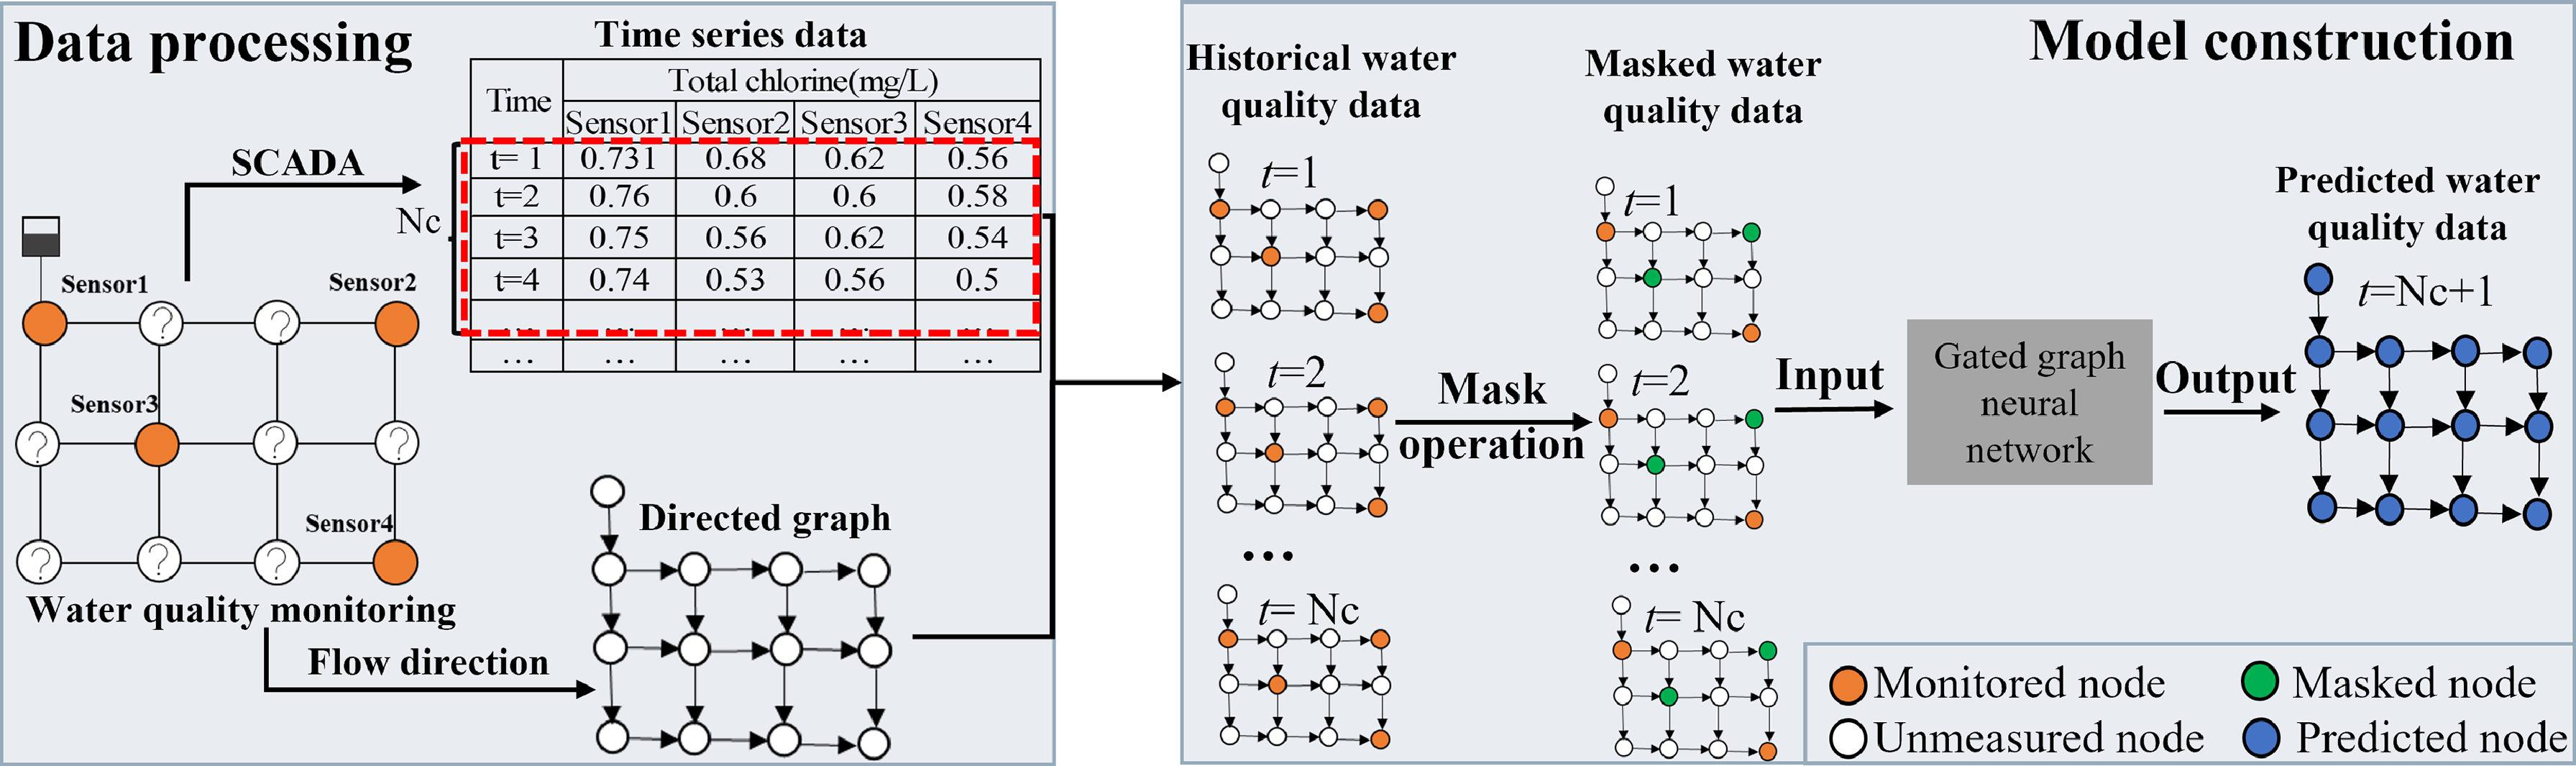 Data processing
Time series data
Time
Total chlorine(mg/L)
Sensor1 Sensor2 Sensor3 Sensor4
t= 1 0.731 0.68 0.62 0.56
t=2 0.76 0.6 0.6 0.58
t=3 0.75 0.56 0.62 0.54
t=4 0.74 0.53 0.56 0.5
... ... ... ... ...
... ... ... ... ...
SCADA
Nc
Sensor1
Sensor2
Sensor3
Sensor4
? ?
? ? ?
? ? ?
Water quality monitoring
Flow direction
Directed graph
Model construction
Historical water
quality data
t=1
t=2
...
t= Nc
Mask
operation
Masked water
quality data
t=1
t=2
...
t= Nc
Input
Gated graph
neural
network
Output
Predicted water
quality data
t=Nc+1
Monitored node
Masked node
Unmeasured node
Predicted node